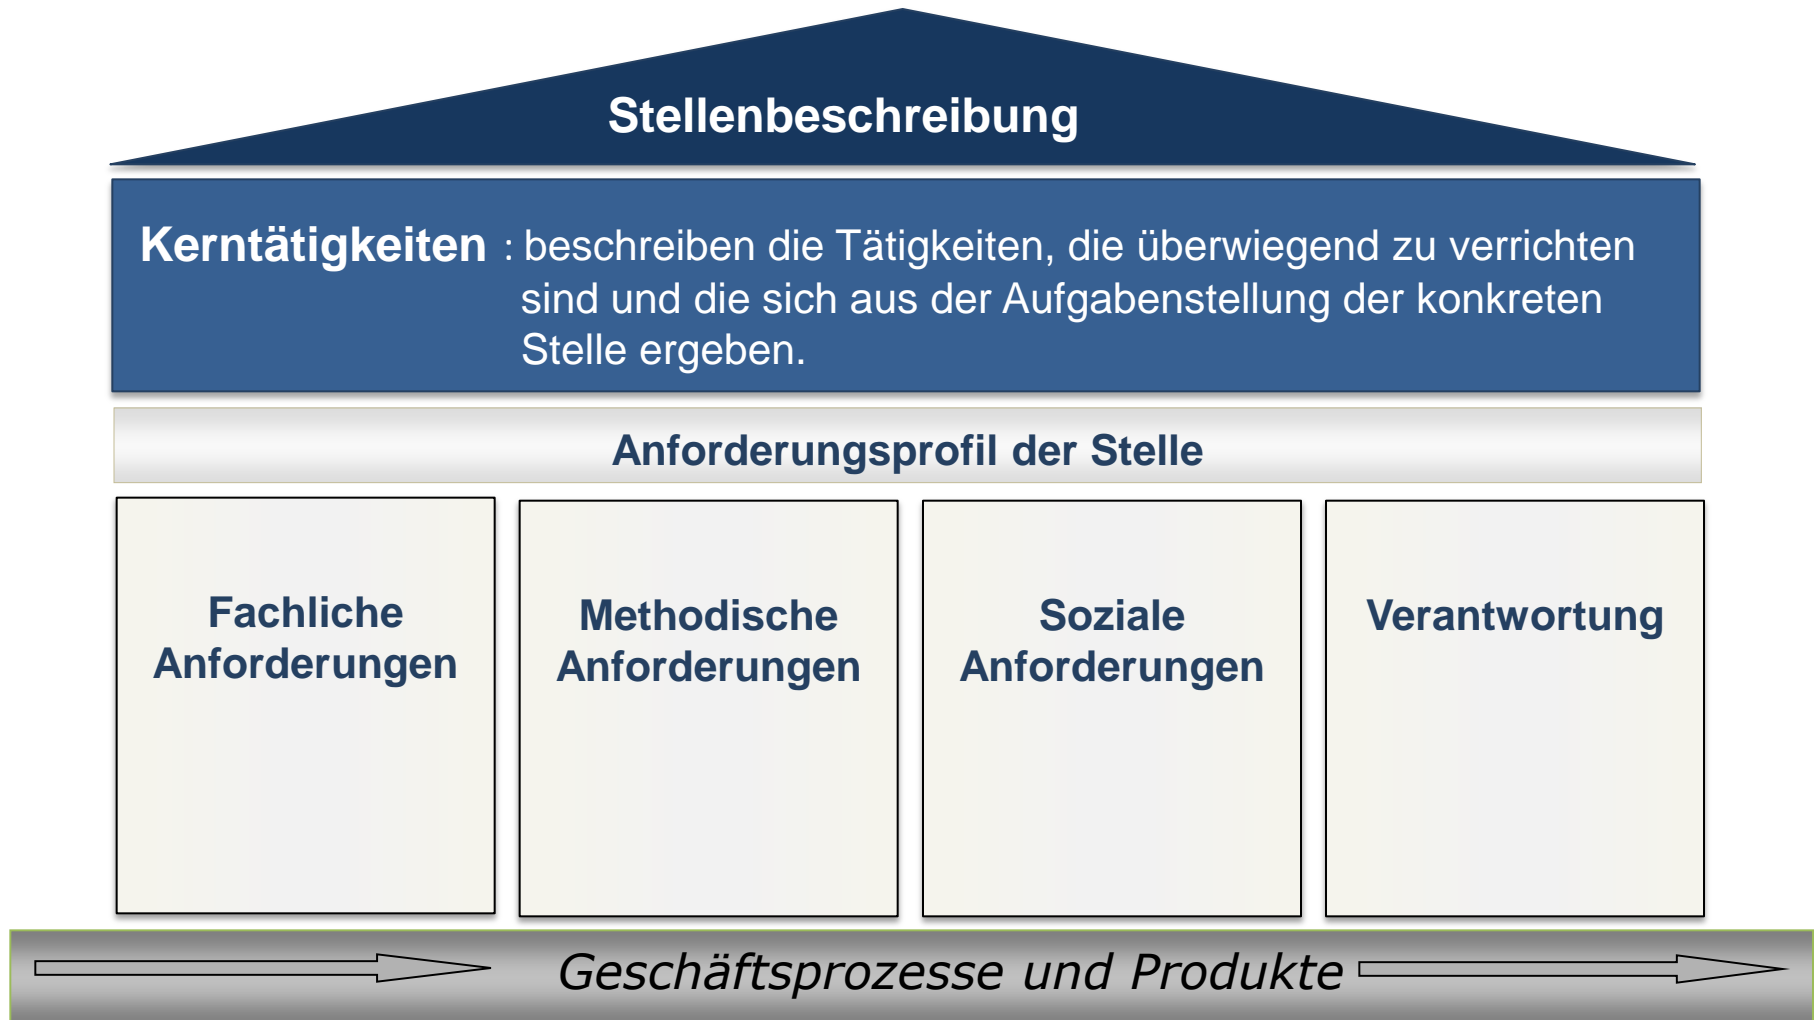 Stellenbeschreibung
Kerntätigkeiten : beschreiben die Tätigkeiten, die überwiegend zu verrichten
sind und die sich aus der Aufgabenstellung der konkreten
Stelle ergeben.
Anforderungsprofil der Stelle
Fachliche
Anforderungen
Methodische
Anforderungen
Soziale
Anforderungen
Verantwortung
Geschäftsprozesse und Produkte